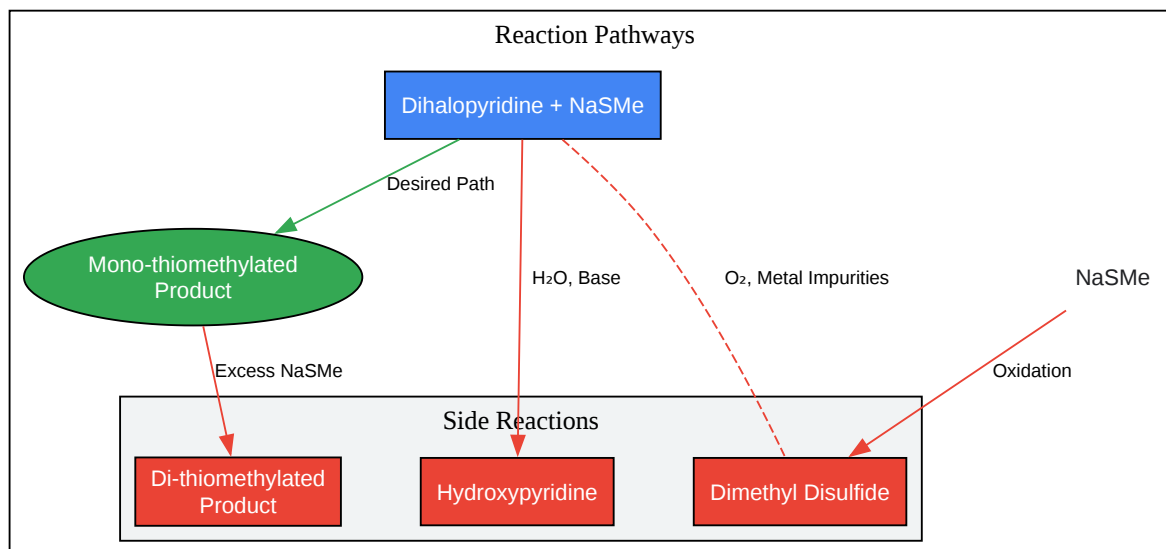 Reaction Pathways
Dihalopyridine + NaSMe
Desired Path
Mono-thiomethylated
Product
H₂O, Base
O₂, Metal Impurities
NaSMe
Excess NaSMe
Oxidation
Side Reactions
Di-thiomethylated
Product
Hydroxypyridine
Dimethyl Disulfide